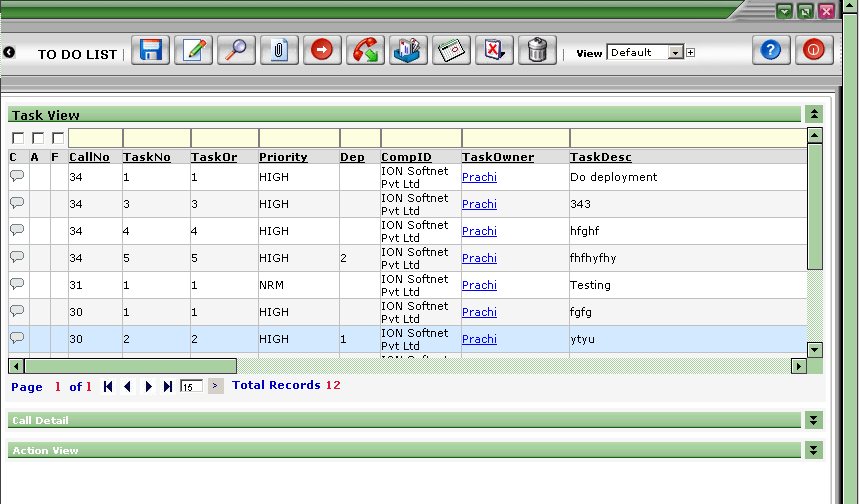 TO DO LIST
View Default
Task View
C A F CallNo TaskNo TaskOr Priority Dep CompID TaskOwner TaskDesc
34 1 1 HIGH ION Softnet Pvt Ltd Prachi Do deployment
34 3 3 HIGH ION Softnet Pvt Ltd Prachi 343
34 4 4 HIGH ION Softnet Pvt Ltd Prachi hfghf
34 5 5 HIGH 2 ION Softnet Pvt Ltd Prachi fhfhyfhy
31 1 1 NRM ION Softnet Pvt Ltd Prachi Testing
30 1 1 HIGH ION Softnet Pvt Ltd Prachi fgfg
30 2 2 HIGH 1 ION Softnet Pvt Ltd Prachi ytyu
Page 1 of 1 15 > Total Records 12
Call Detail
Action View